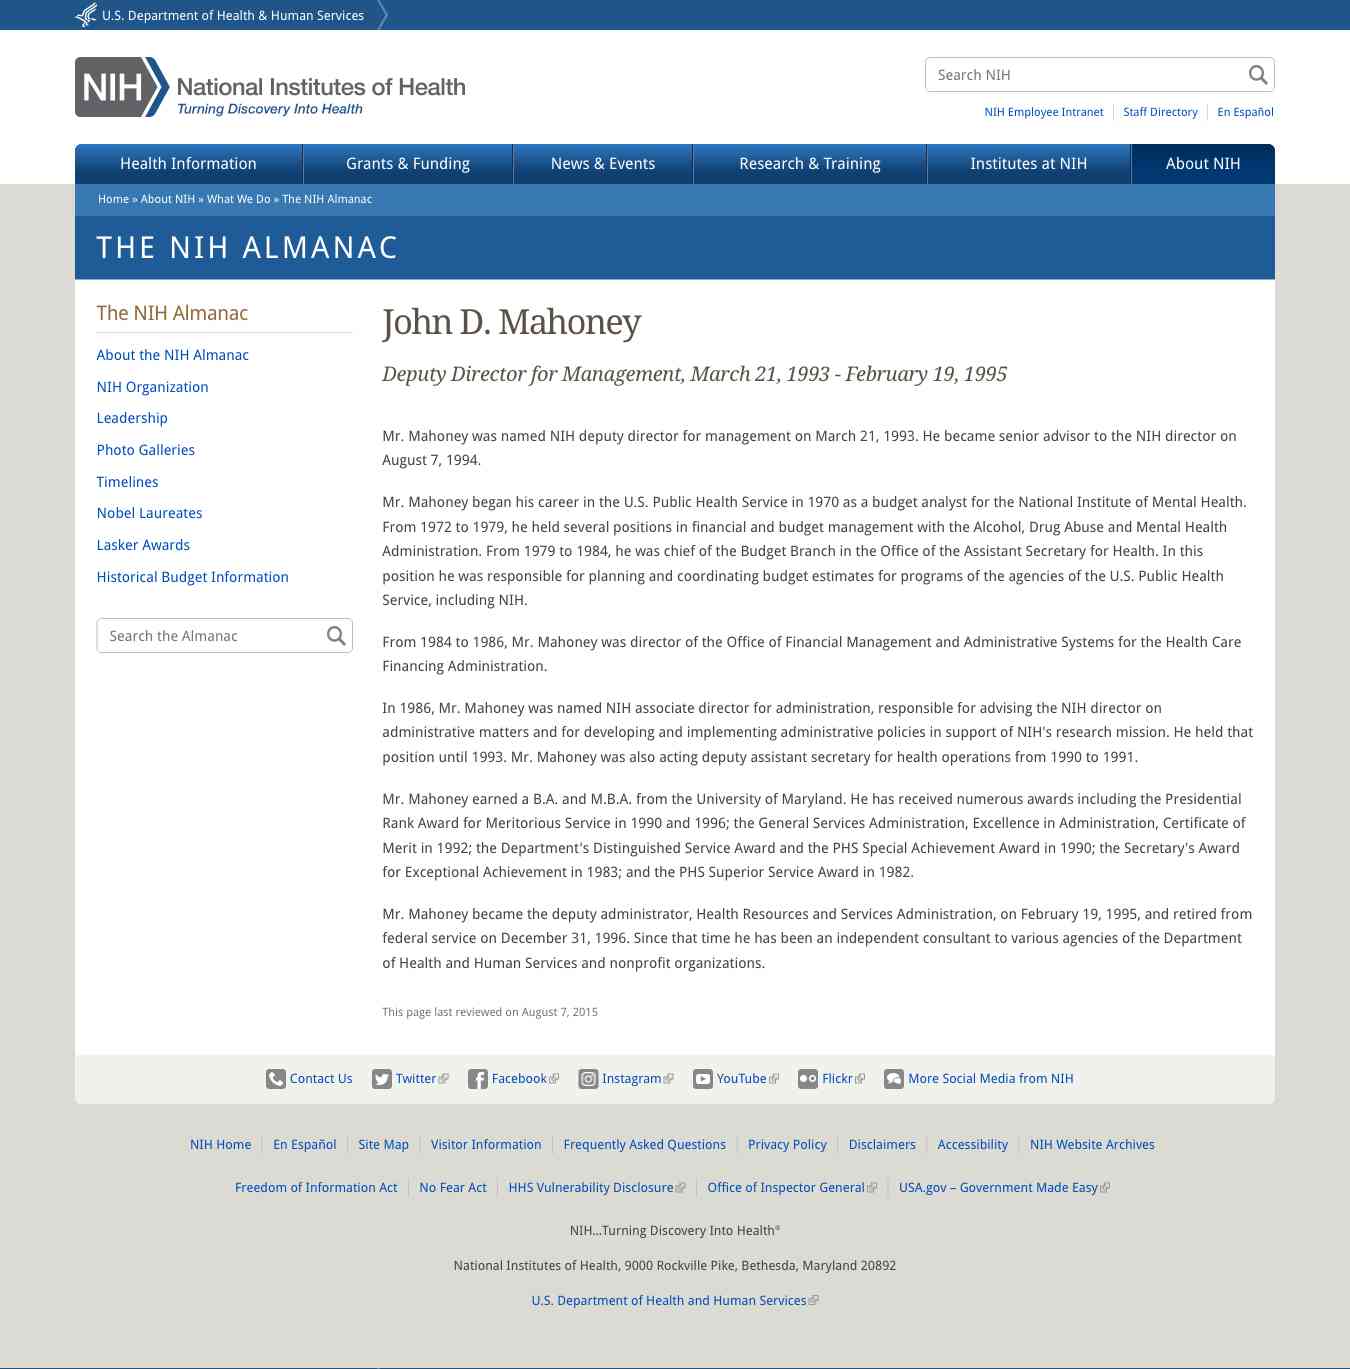 U.S. Department of Health & Human Services
NIH National Institutes of Health
Turning Discovery Into Health
Search NIH
NIH Employee Intranet Staff Directory En Español
Health Information Grants & Funding News & Events Research & Training Institutes at NIH About NIH
Home » About NIH » What We Do » The NIH Almanac
THE NIH ALMANAC
The NIH Almanac
About the NIH Almanac
NIH Organization
Leadership
Photo Galleries
Timelines
Nobel Laureates
Lasker Awards
Historical Budget Information
Search the Almanac
John D. Mahoney
Deputy Director for Management, March 21, 1993 - February 19, 1995
Mr. Mahoney was named NIH deputy director for management on March 21, 1993. He became senior advisor to the NIH director on
August 7, 1994.
Mr. Mahoney began his career in the U.S. Public Health Service in 1970 as a budget analyst for the National Institute of Mental Health.
From 1972 to 1979, he held several positions in financial and budget management with the Alcohol, Drug Abuse and Mental Health
Administration. From 1979 to 1984, he was chief of the Budget Branch in the Office of the Assistant Secretary for Health. In this
position he was responsible for planning and coordinating budget estimates for programs of the agencies of the U.S. Public Health
Service, including NIH.
From 1984 to 1986, Mr. Mahoney was director of the Office of Financial Management and Administrative Systems for the Health Care
Financing Administration.
In 1986, Mr. Mahoney was named NIH associate director for administration, responsible for advising the NIH director on
administrative matters and for developing and implementing administrative policies in support of NIH's research mission. He held that
position until 1993. Mr. Mahoney was also acting deputy assistant secretary for health operations from 1990 to 1991.
Mr. Mahoney earned a B.A. and M.B.A. from the University of Maryland. He has received numerous awards including the Presidential
Rank Award for Meritorious Service in 1990 and 1996; the General Services Administration, Excellence in Administration, Certificate of
Merit in 1992; the Department's Distinguished Service Award and the PHS Special Achievement Award in 1990; the Secretary's Award
for Exceptional Achievement in 1983; and the PHS Superior Service Award in 1982.
Mr. Mahoney became the deputy administrator, Health Resources and Services Administration, on February 19, 1995, and retired from
federal service on December 31, 1996. Since that time he has been an independent consultant to various agencies of the Department
of Health and Human Services and nonprofit organizations.
This page last reviewed on August 7, 2015
Contact Us Twitter Facebook Instagram YouTube Flickr More Social Media from NIH
NIH Home En Español Site Map Visitor Information Frequently Asked Questions Privacy Policy Disclaimers Accessibility NIH Website Archives
Freedom of Information Act No Fear Act HHS Vulnerability Disclosure Office of Inspector General USA.gov – Government Made Easy
NIH...Turning Discovery Into Health®
National Institutes of Health, 9000 Rockville Pike, Bethesda, Maryland 20892
U.S. Department of Health and Human Services